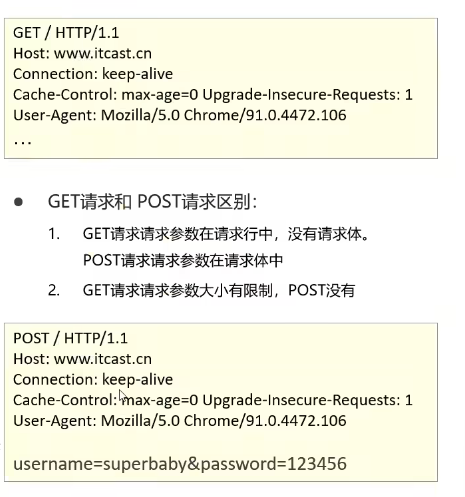 GET / HTTP/1.1
Host: www.itcast.cn
Connection: keep-alive
Cache-Control: max-age=0 Upgrade-Insecure-Requests: 1
User-Agent: Mozilla/5.0 Chrome/91.0.4472.106
...
● GET请求和 POST请求区别：
1. GET请求请求参数在请求行中，没有请求体。
POST请求请求参数在请求体中
2. GET请求请求参数大小有限制，POST没有
POST / HTTP/1.1
Host: www.itcast.cn
Connection: keep-alive
Cache-Control: max-age=0 Upgrade-Insecure-Requests: 1
User-Agent: Mozilla/5.0 Chrome/91.0.4472.106
username=superbaby&password=123456